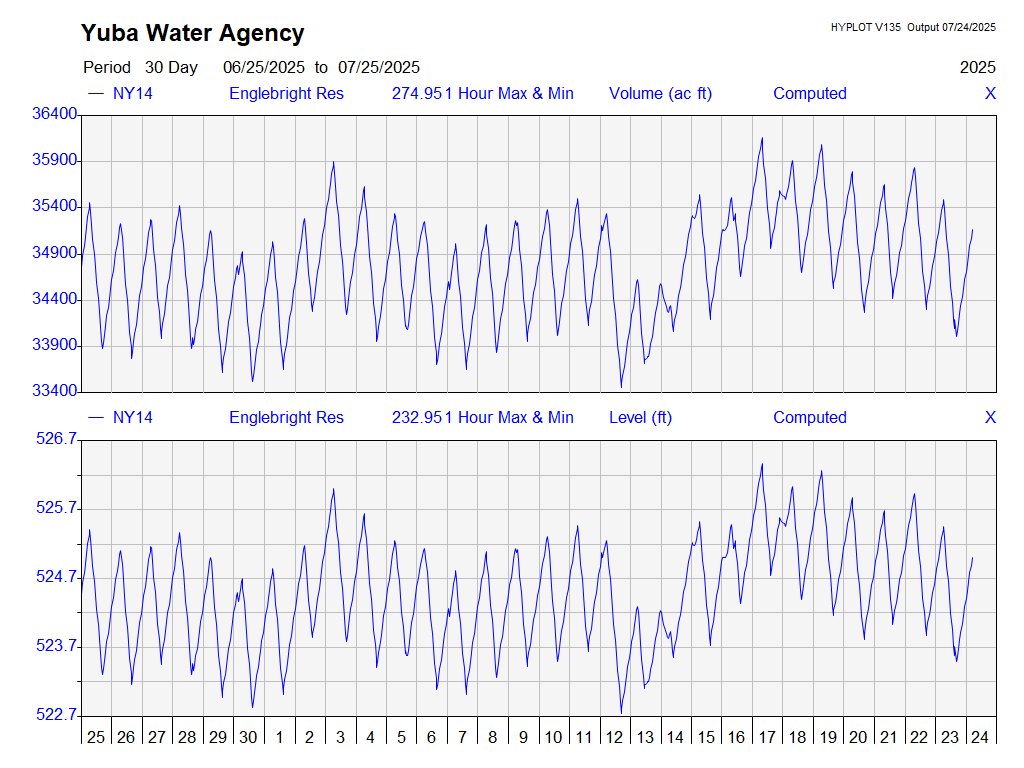 Yuba Water Agency
HYPLOT V135 Output 07/24/2025
Period 30 Day 06/25/2025 to 07/25/2025 2025
NY14 Englebright Res 274.951 Hour Max & Min Volume (ac ft) Computed X
36400
35900
35400
34900
34400
33900
33400
NY14 Englebright Res 232.951 Hour Max & Min Level (ft) Computed X
526.7
525.7
524.7
523.7
522.7
25 26 27 28 29 30 1 2 3 4 5 6 7 8 9 10 11 12 13 14 15 16 17 18 19 20 21 22 23 24